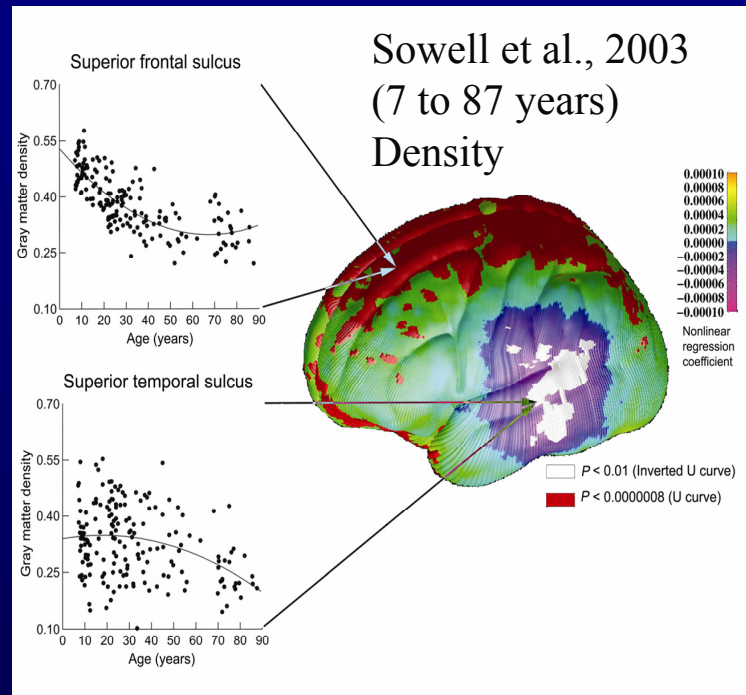 Sowell et al., 2003
(7 to 87 years)
Density
Superior frontal sulcus
Gray matter density
0.70
0.55
0.40
0.25
0.10
0 10 20 30 40 50 60 70 80 90
Age (years)
Superior temporal sulcus
Gray matter density
0.70
0.55
0.40
0.25
0.10
0 10 20 30 40 50 60 70 80 90
Age (years)
0.00010
0.00008
0.00006
0.00004
0.00002
0.00000
−0.00002
−0.00004
−0.00006
−0.00008
−0.00010
Nonlinear
regression
coefficient
P < 0.01 (Inverted U curve)
P < 0.0000008 (U curve)